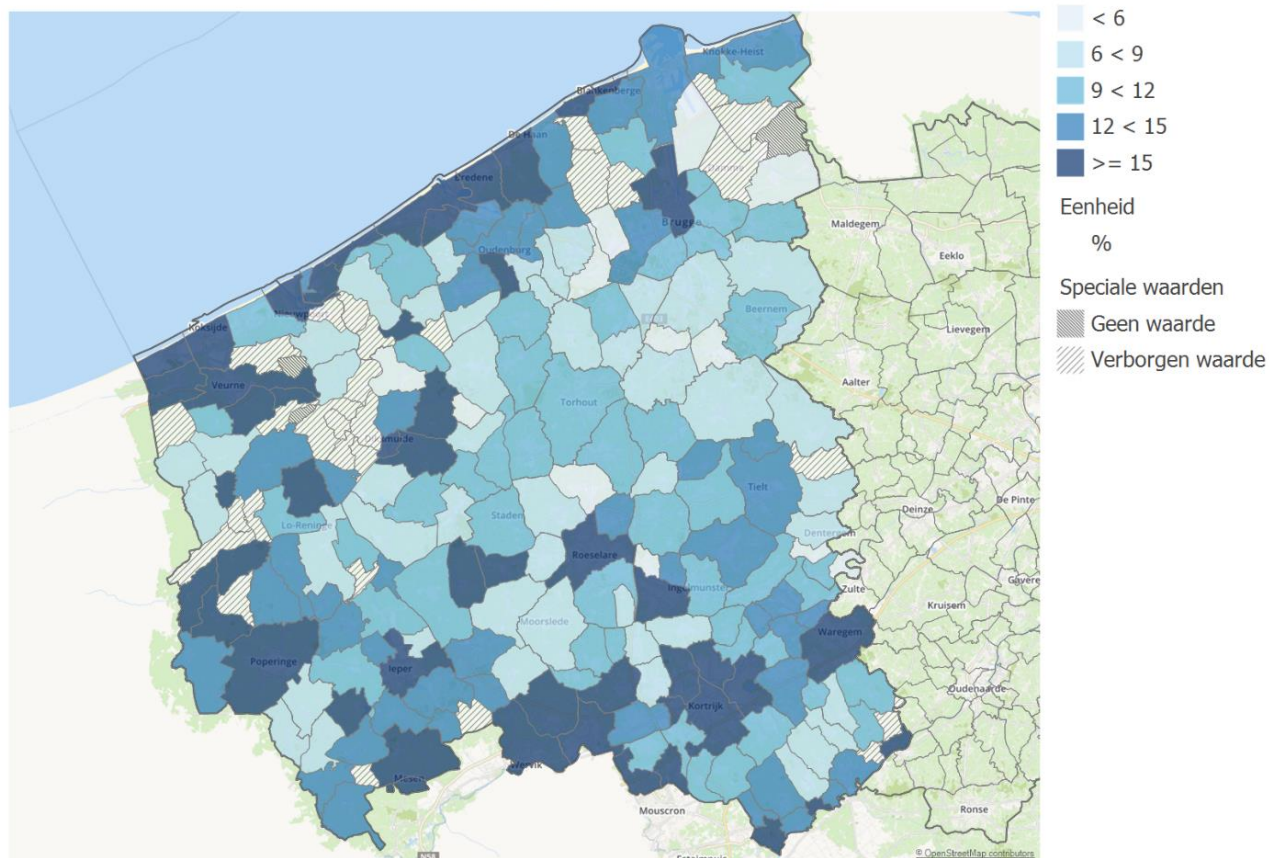 < 6
6 < 9
9 < 12
12 < 15
>= 15
Eenheid
%
Speciale waarden
Geen waarde
Verborgen waarde
Knokke-Heist
Blankenberge
De Haan
Bredene
Brugge
Oudenburg
Maldegem
Eeklo
Beernem
Lievegem
Koksijde
Veurne
Aalter
Torhout
Diksmuide
Tielt
De Pinte
Deinze
Staden
Lo-Reninge
Dentergem
Roeselare
Ingelmunster
Zulte
Gavere
Kruisem
Moorslede
Waregem
Poperinge
Ieper
Oudenaarde
Kortrijk
Wervik
Mouscron
Ronse
© OpenStreetMap contributors